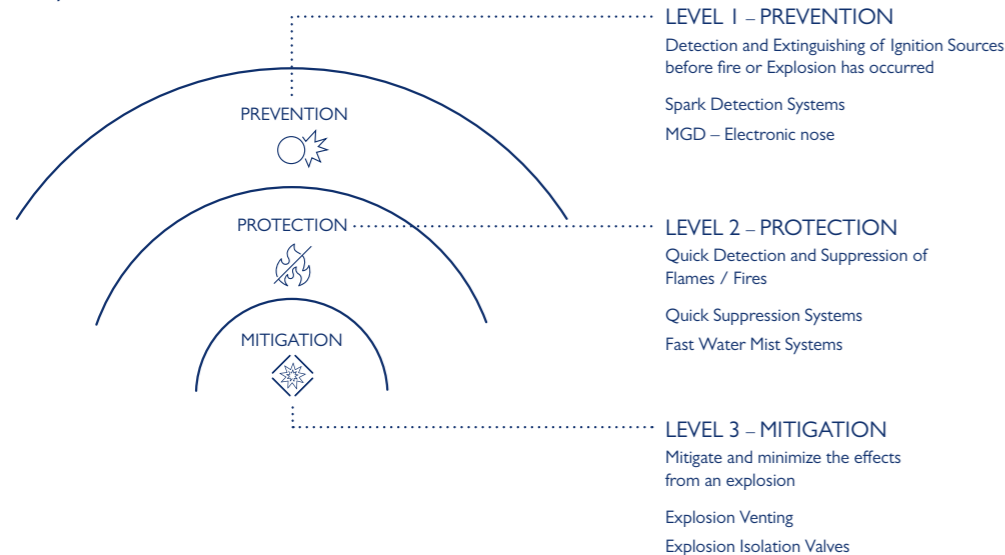 LEVEL 1 – PREVENTION
Detection and Extinguishing of Ignition Sources
before fire or Explosion has occurred
Spark Detection Systems
MGD – Electronic nose
PREVENTION
PROTECTION
LEVEL 2 – PROTECTION
Quick Detection and Suppression of
Flames / Fires
Quick Suppression Systems
Fast Water Mist Systems
MITIGATION
LEVEL 3 – MITIGATION
Mitigate and minimize the effects
from an explosion
Explosion Venting
Explosion Isolation Valves